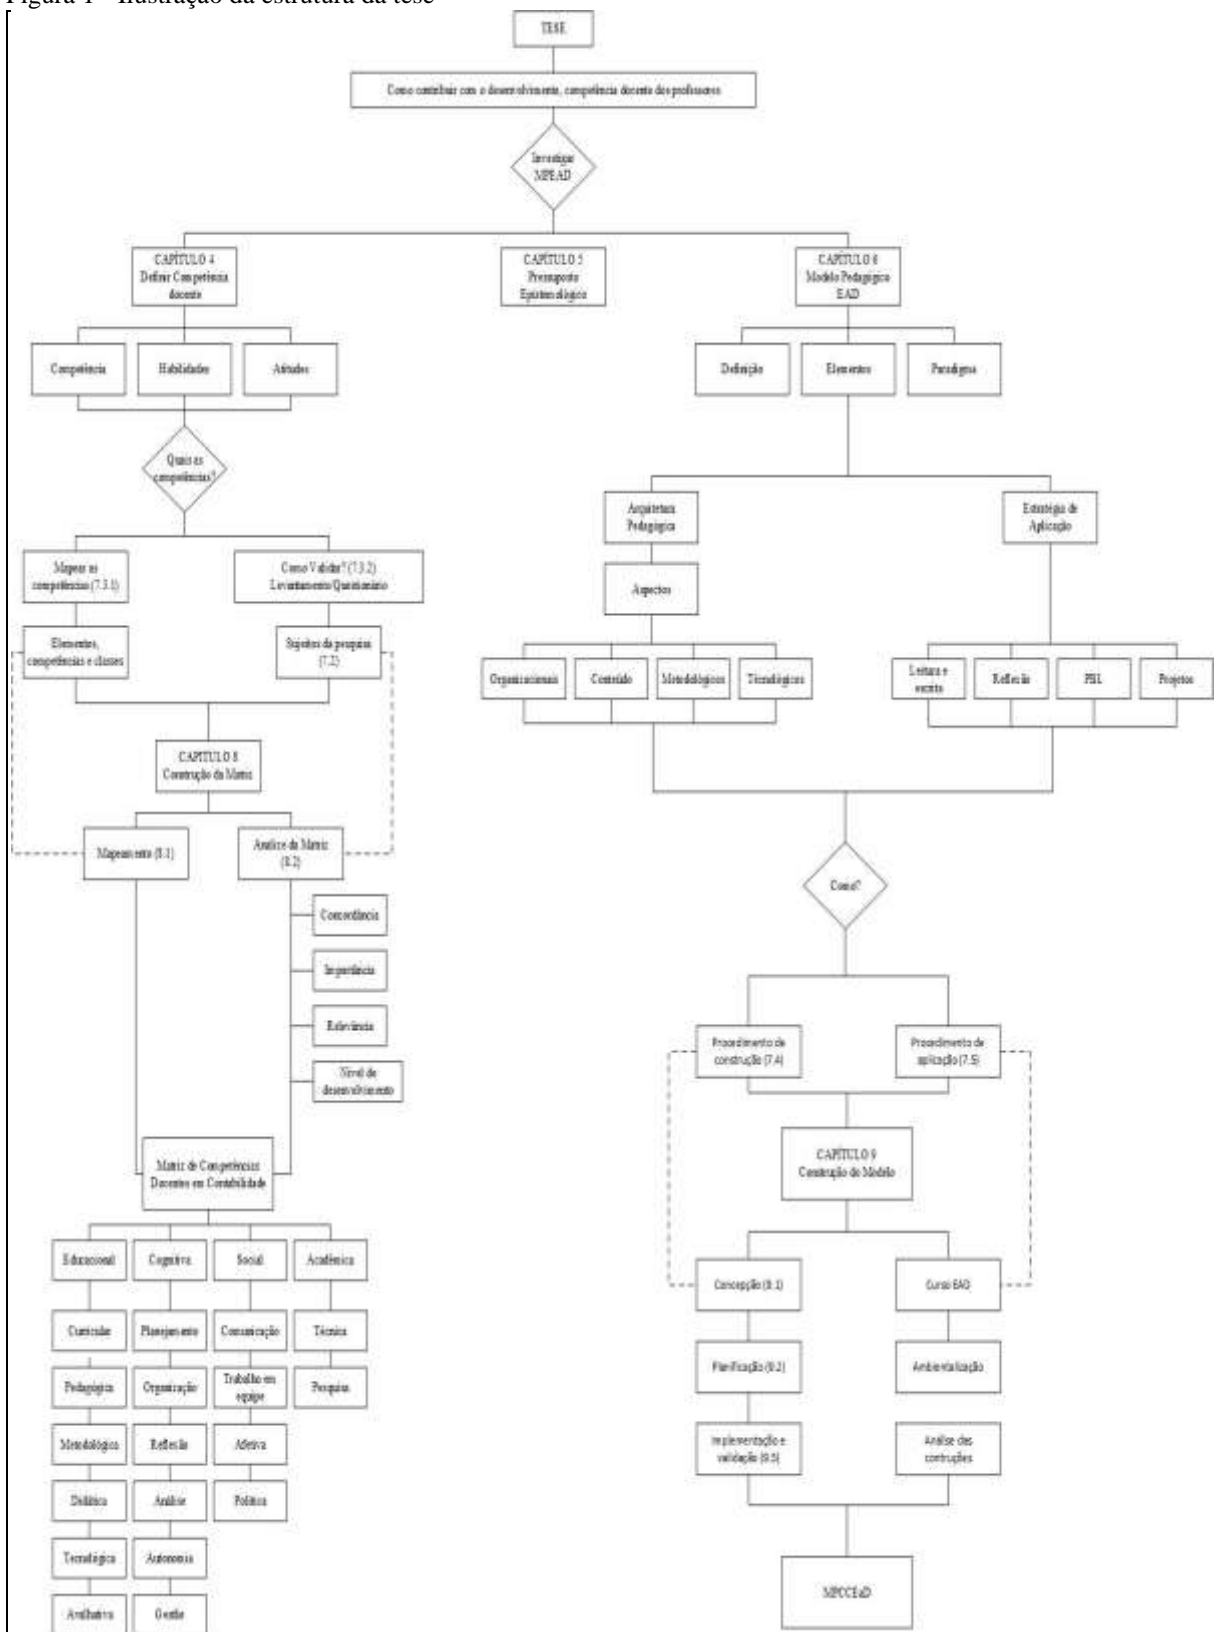 Figura 1 - Ilustração da estrutura da tese
TESE
Como contribuir com o desenvolvimento, competência docente dos professores
Investigar
MPEAD
CAPÍTULO 4
Definir Competência
docente
CAPÍTULO 5
Pressuposto
Epistemológico
CAPÍTULO 6
Modelo Pedagógico
EAD
Competência
Habilidades
Atitudes
Definição
Elementos
Paradigma
Quais as
competências?
Arquitetura
Pedagógica
Estratégia de
Aplicação
Mapear as
competências (7.3.1)
Como Validar? (7.3.2)
Levantamento/Questionário
Aspectos
Elementos,
competências e classes
Sujeitos da pesquisa
(7.2)
Organizacionais
Conteúdo
Metodológicos
Técnológicos
Leitura e
escrita
Reflexão
PBL
Projetos
CAPÍTULO 8
Construção da Matriz
Mapeamento (8.1)
Analise da Matriz
(8.2)
Como?
Concordância
Importância
Relevância
Nível de
desenvolvimento
Procedimento de
construção (7.4)
Procedimento de
aplicação (7.5)
CAPÍTULO 9
Construção do Modelo
Matriz de Competências
Docentes em Contabilidade
Educacional
Cognitiva
Social
Acadêmica
Concepção (9.1)
Curso EAD
Curricular
Planejamento
Comunicação
Técnica
Planificação (9.2)
Ambientalização
Pedagógica
Organização
Trabalho em
equipe
Pesquisa
Metodológica
Reflexão
Afetiva
Implementação e
validação (9.3)
Análise das
contruções
Didática
Análise
Política
Tecnológica
Autonomia
MPCCEaD
Avaliativa
Gestão